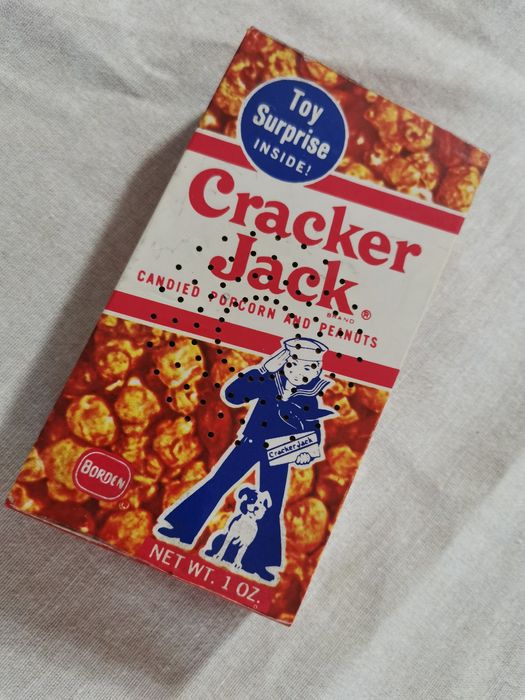 Toy
Surprise
INSIDE!
Cracker
Jack®
BRAND
CANDIED POPCORN AND PEANUTS
Cracker Jack
BORDEN
NET WT. 1 OZ.